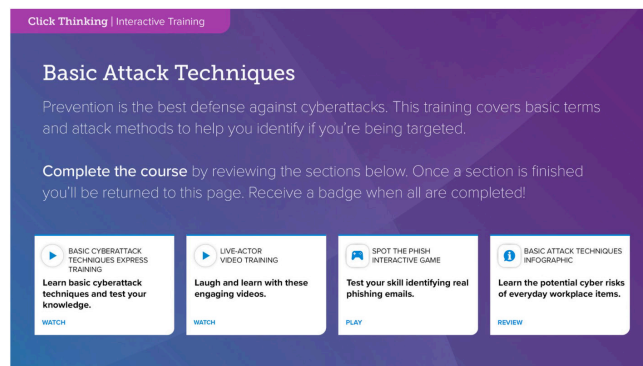 Click Thinking | Interactive Training
Basic Attack Techniques
Prevention is the best defense against cyberattacks. This training covers basic terms
and attack methods to help you identify if you're being targeted.
Complete the course by reviewing the sections below. Once a section is finished
you'll be returned to this page. Receive a badge when all are completed!
BASIC CYBERATTACK
TECHNIQUES EXPRESS
TRAINING
Learn basic cyberattack
techniques and test your
knowledge.
WATCH
LIVE-ACTOR
VIDEO TRAINING
Laugh and learn with these
engaging videos.
WATCH
SPOT THE PHISH
INTERACTIVE GAME
Test your skill identifying real
phishing emails.
PLAY
BASIC ATTACK TECHNIQUES
INFOGRAPHIC
Learn the potential cyber risks
of everyday workplace items.
REVIEW